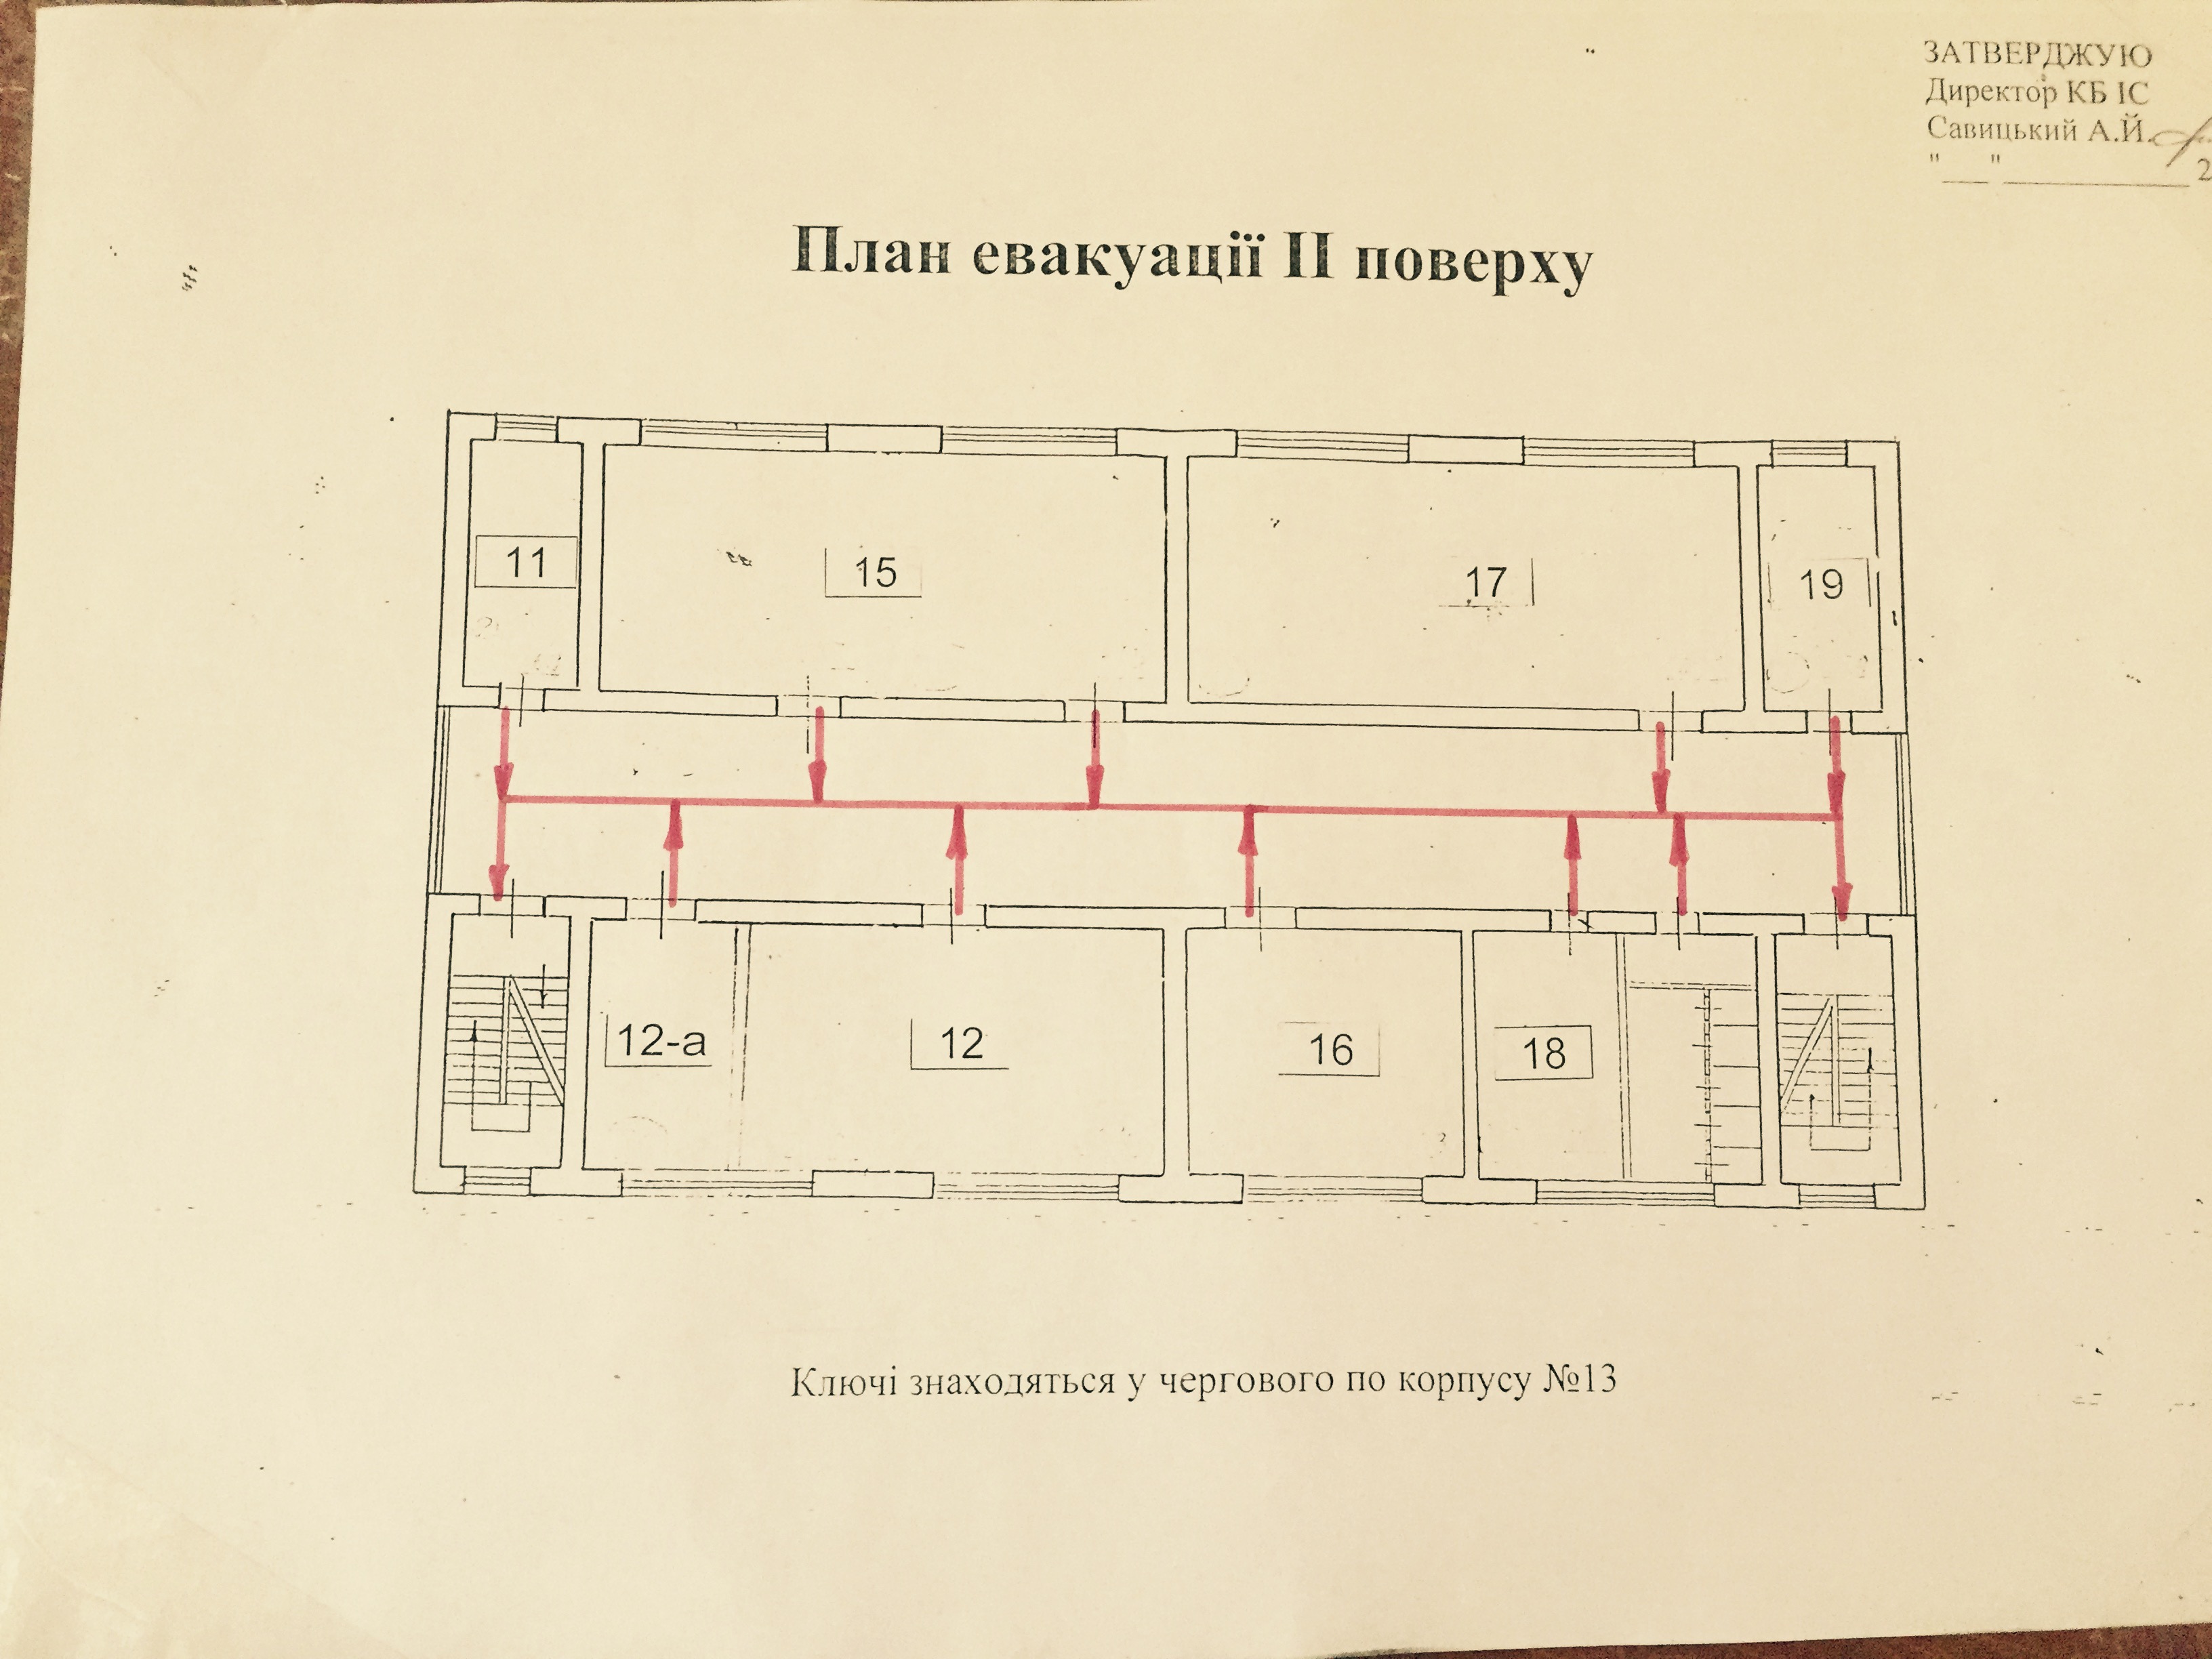 ЗАТВЕРДЖУЮ
Директор КБ ІС
Савицький А.Й.
"___" ______________ 2
План евакуації ІІ поверху
11
15
17
19
12-а
12
16
18
Ключі знаходяться у чергового по корпусу №13